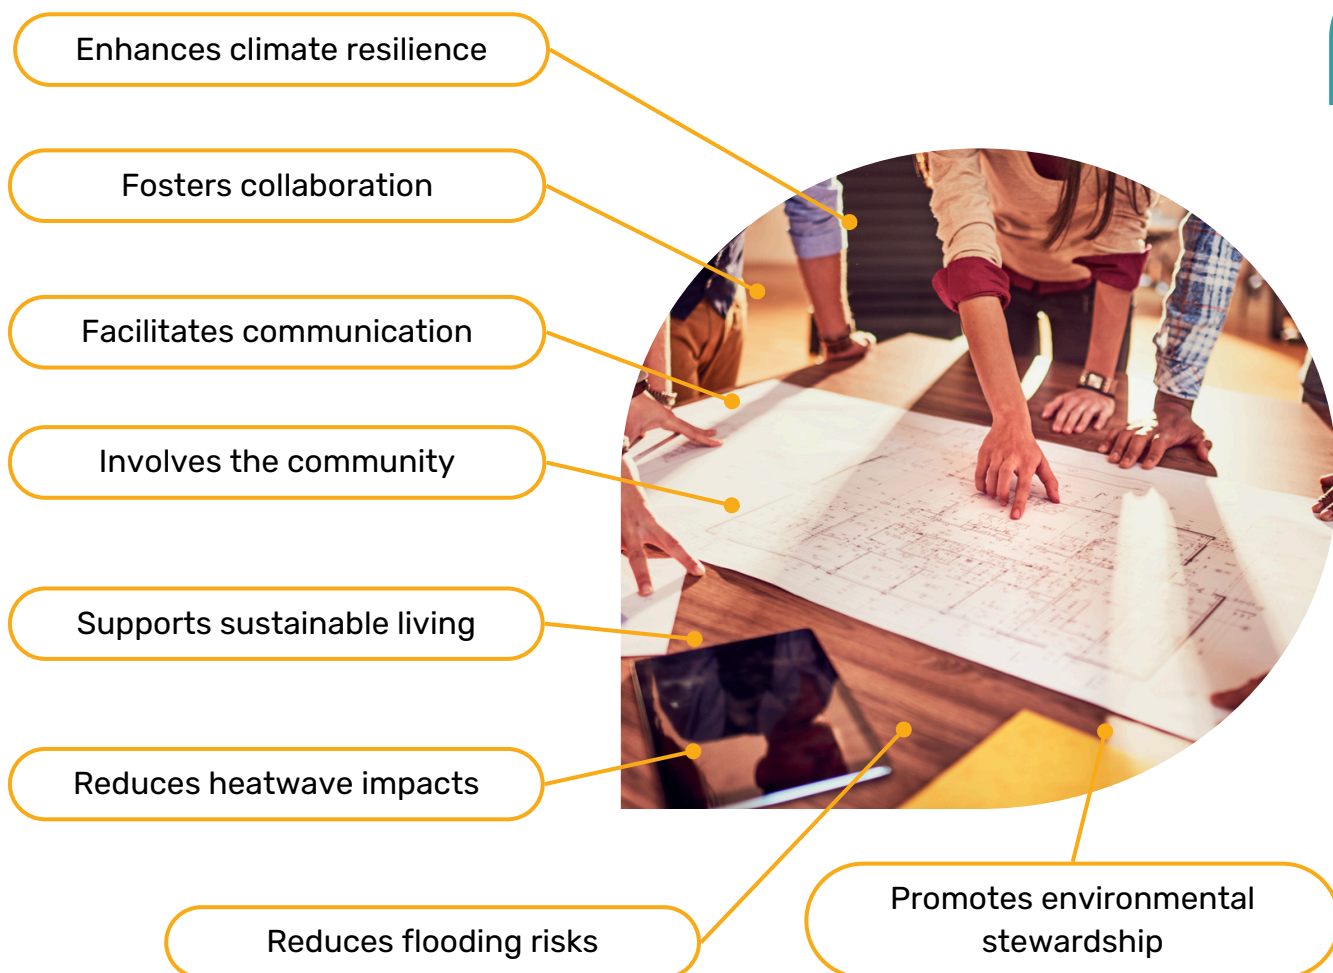 Enhances climate resilience
Fosters collaboration
Facilitates communication
Involves the community
Supports sustainable living
Reduces heatwave impacts
Reduces flooding risks
Promotes environmental
stewardship